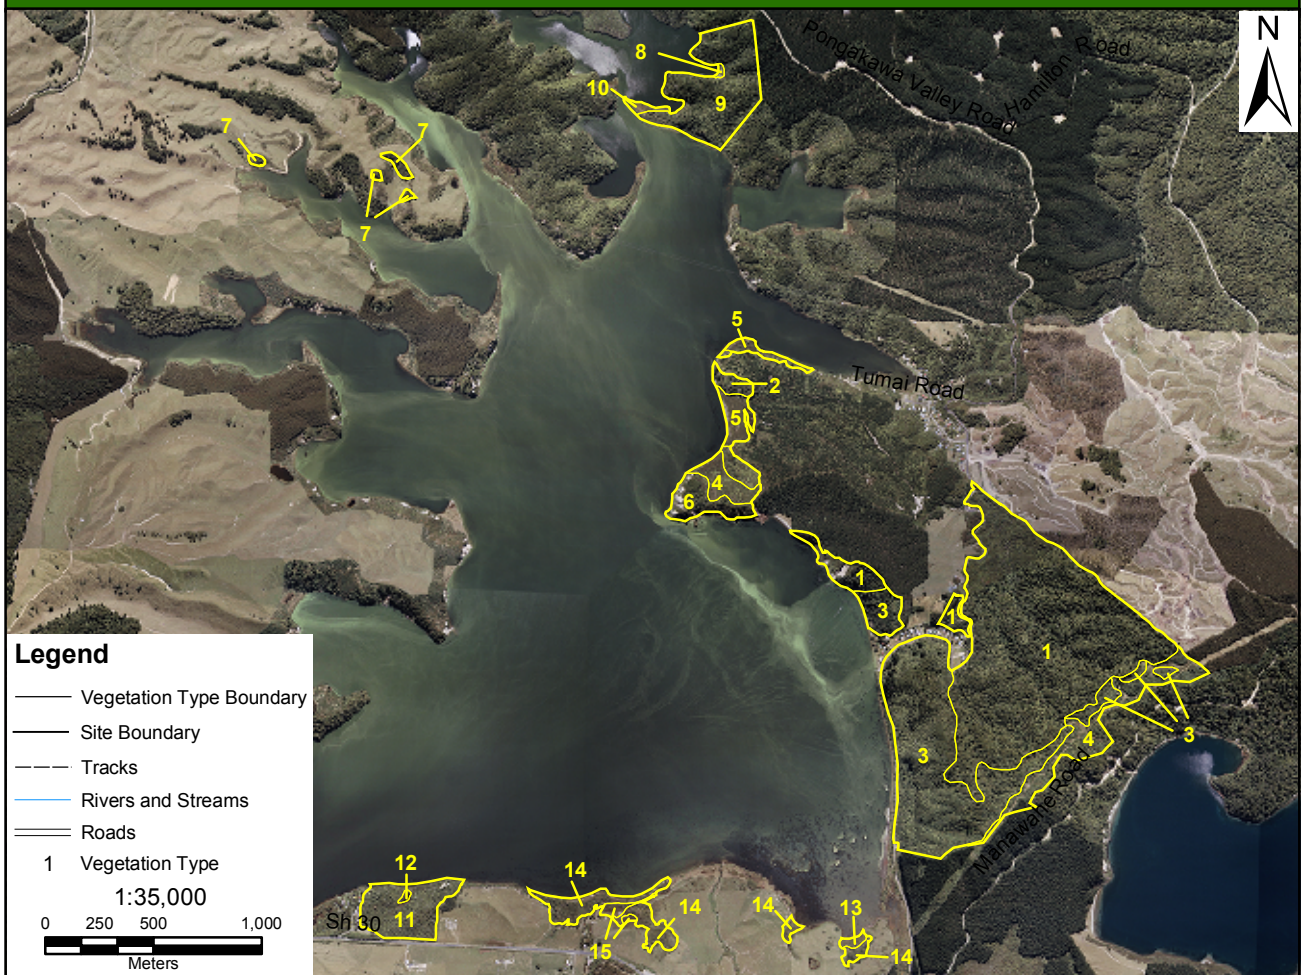 N
Pongakawa Valley Road
Hamilton Road
8
10
9
7
7
7
5
Tumai Road
2
5
4
6
1
3
1
1
3
4
3
Manawahe Road
12
11
Sh 30
14
15
14
14
13
14
Legend
Vegetation Type Boundary
Site Boundary
Tracks
Rivers and Streams
Roads
1 Vegetation Type
1:35,000
0 250 500 1,000
Meters